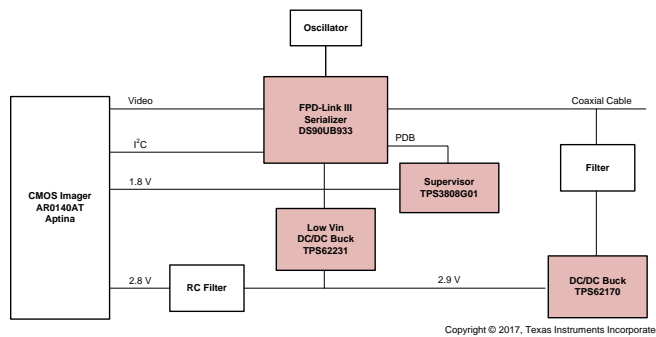 Oscillator
Video
FPD-Link III
Serializer
DS90UB933
Coaxial Cable
I²C
PDB
CMOS Imager
AR0140AT
Aptina
1.8 V
Supervisor
TPS3808G01
Filter
Low Vin
DC/DC Buck
TPS62231
2.8 V
RC Filter
2.9 V
DC/DC Buck
TPS62170
Copyright © 2017, Texas Instruments Incorporate